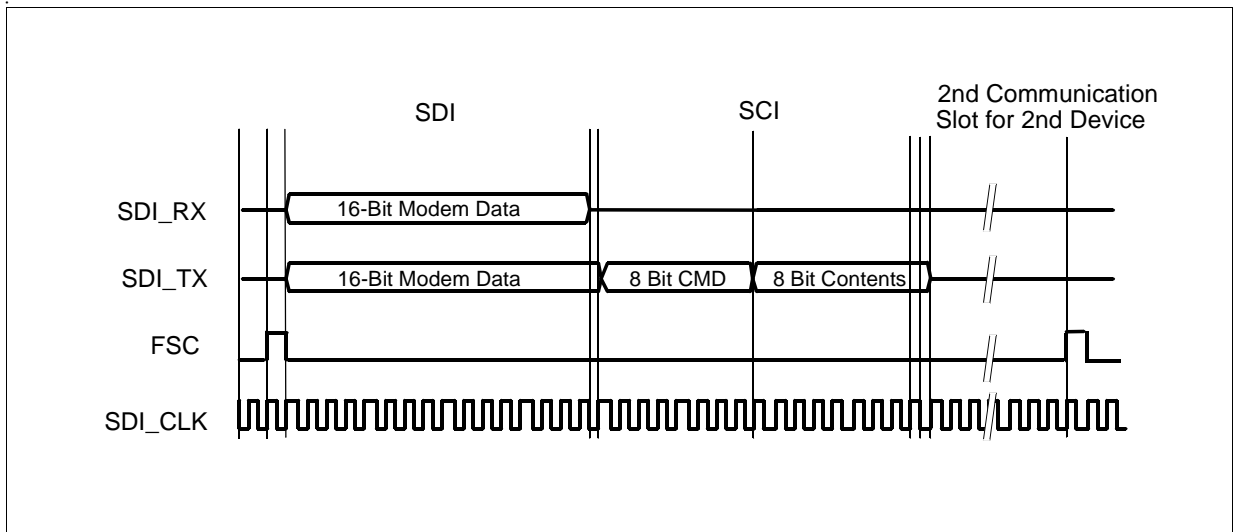 SDI
SCI
2nd Communication
Slot for 2nd Device
SDI_RX
16-Bit Modem Data
SDI_TX
16-Bit Modem Data
8 Bit CMD
8 Bit Contents
FSC
SDI_CLK